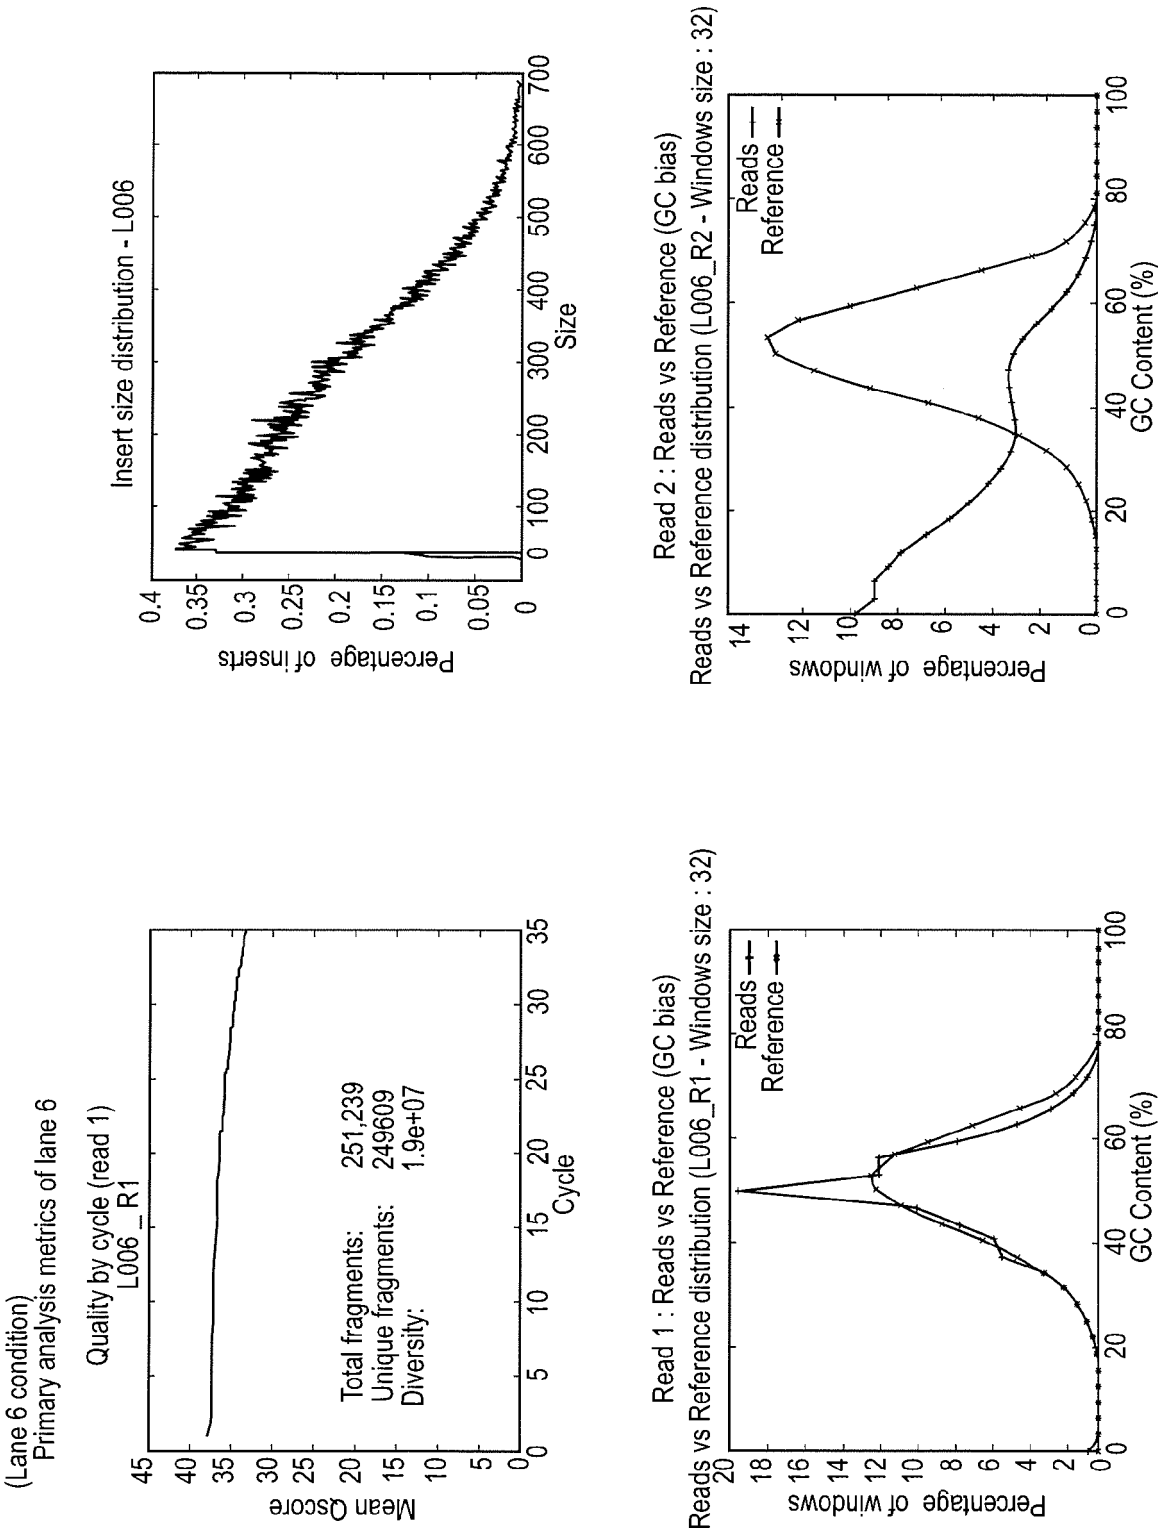 (Lane 6 condition)
Primary analysis metrics of lane 6
Quality by cycle (read 1)
L006 _R1
Mean Qscore
45
40
35
30
25
20
15
10
5
0
Total fragments: 251,239
Unique fragments: 249609
Diversity: 1.9e+07
0 5 10 15 20 25 30 35
Cycle
Insert size distribution - L006
Percentage of inserts
0.4
0.35
0.3
0.25
0.2
0.15
0.1
0.05
0
0 100 200 300 400 500 600 700
Size
Read 1 : Reads vs Reference (GC bias)
Reads vs Reference distribution (L006_R1 - Windows size : 32)
Percentage of windows
20
18
16
14
12
10
8
6
4
2
0
Reads
Reference
0 20 40 60 80 100
GC Content (%)
Read 2 : Reads vs Reference (GC bias)
Reads vs Reference distribution (L006_R2 - Windows size : 32)
Percentage of windows
14
12
10
8
6
4
2
0
Reads
Reference
0 20 40 60 80 100
GC Content (%)